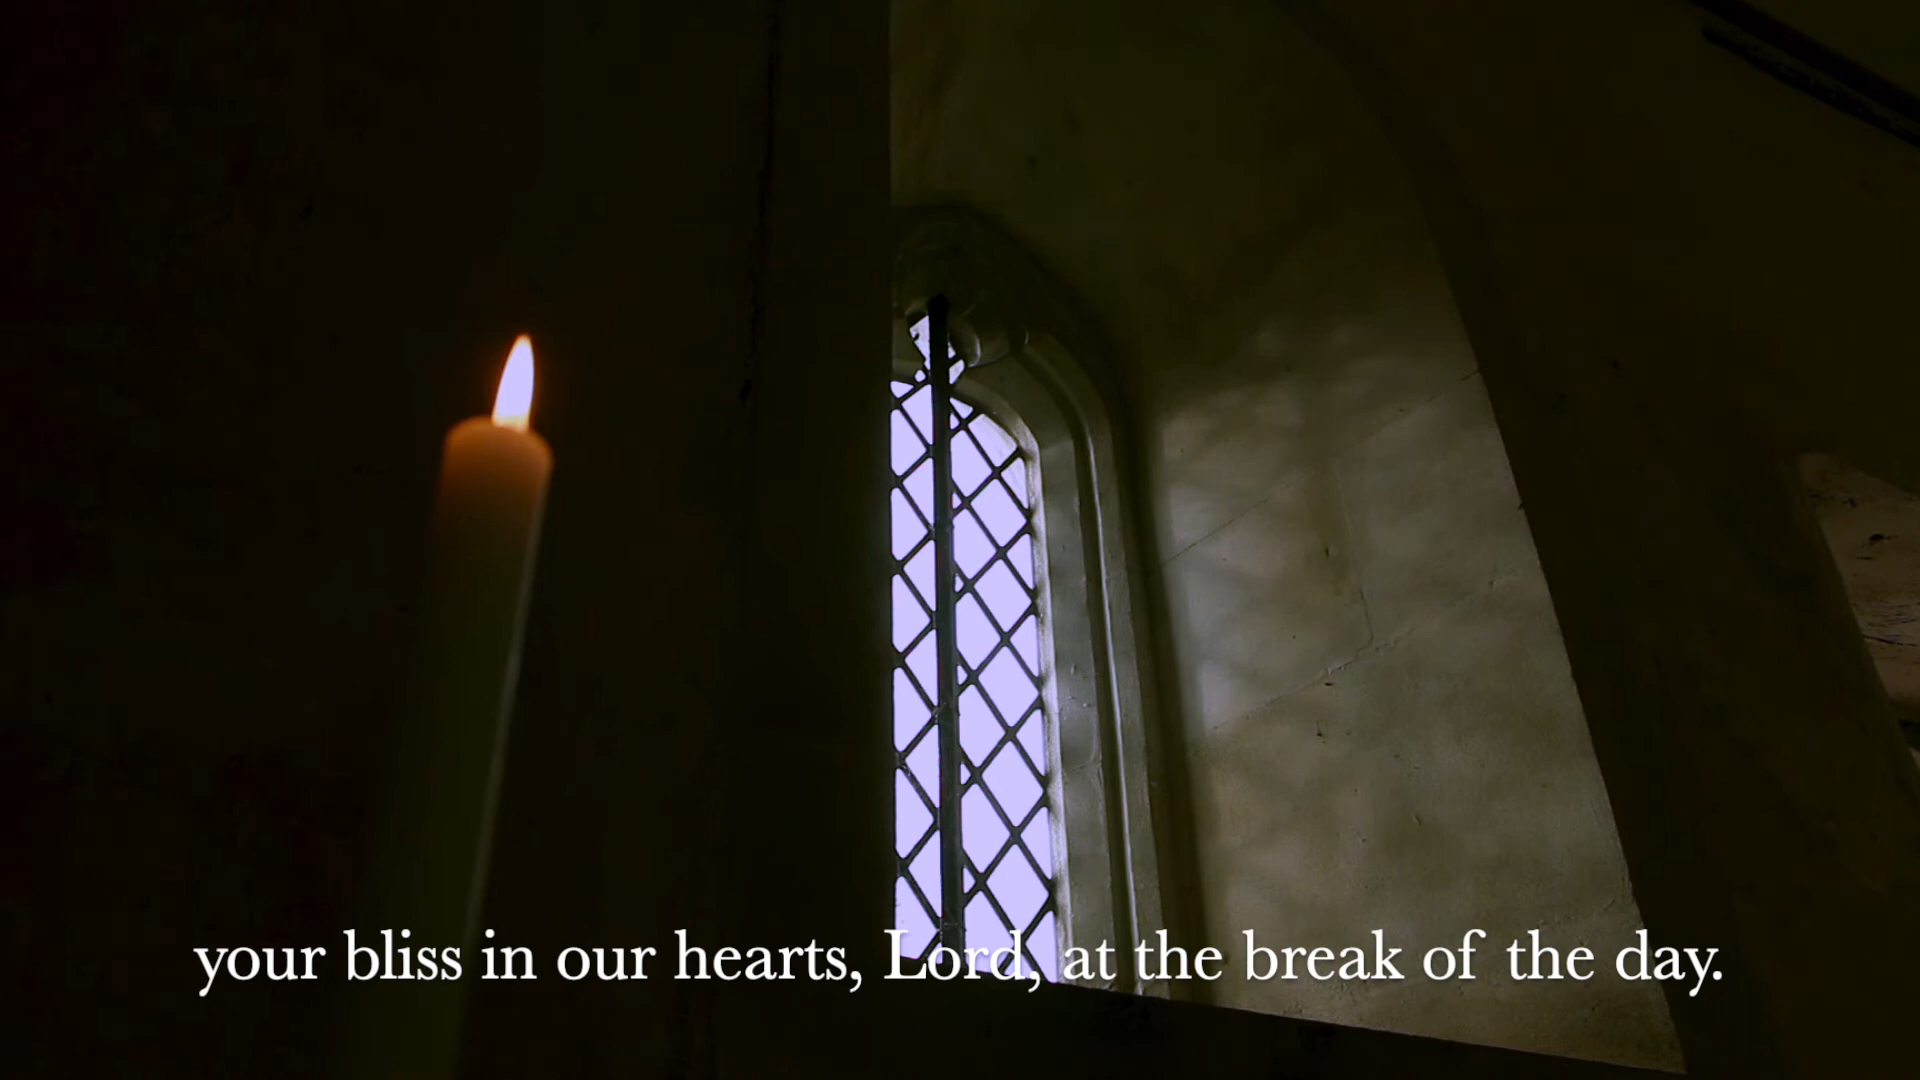 your bliss in our hearts, Lord, at the break of the day.